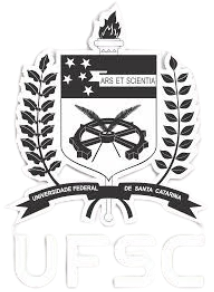 ARS ET SCIENTIA
UNIVERSIDADE FEDERAL DE SANTA CATARINA
UFSC